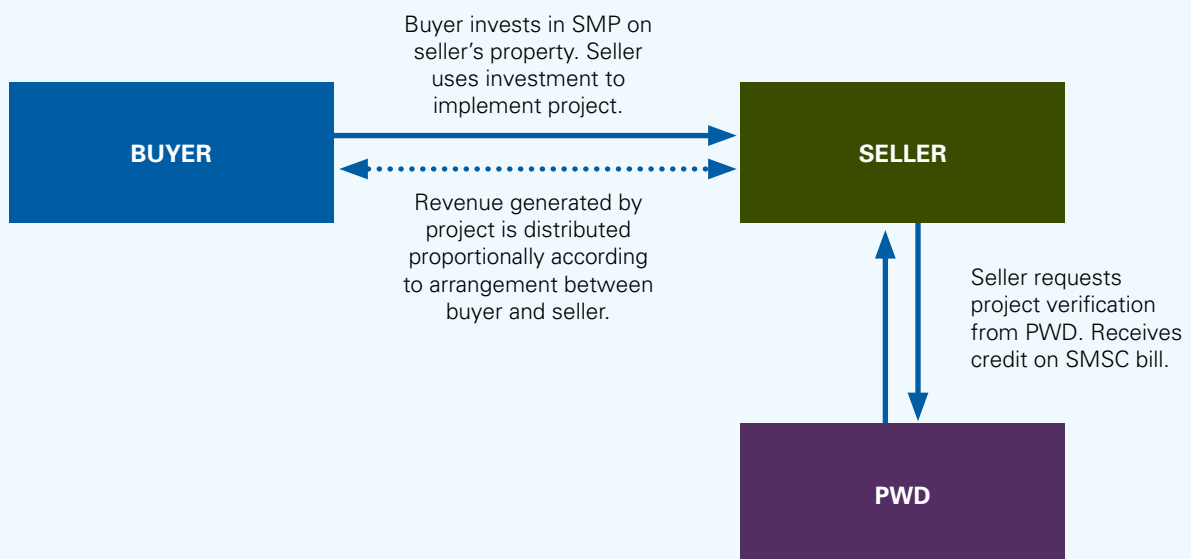 Buyer invests in SMP on
seller’s property. Seller
uses investment to
implement project.
BUYER
SELLER
Revenue generated by
project is distributed
proportionally according
to arrangement between
buyer and seller.
Seller requests
project verification
from PWD. Receives
credit on SMSC bill.
PWD